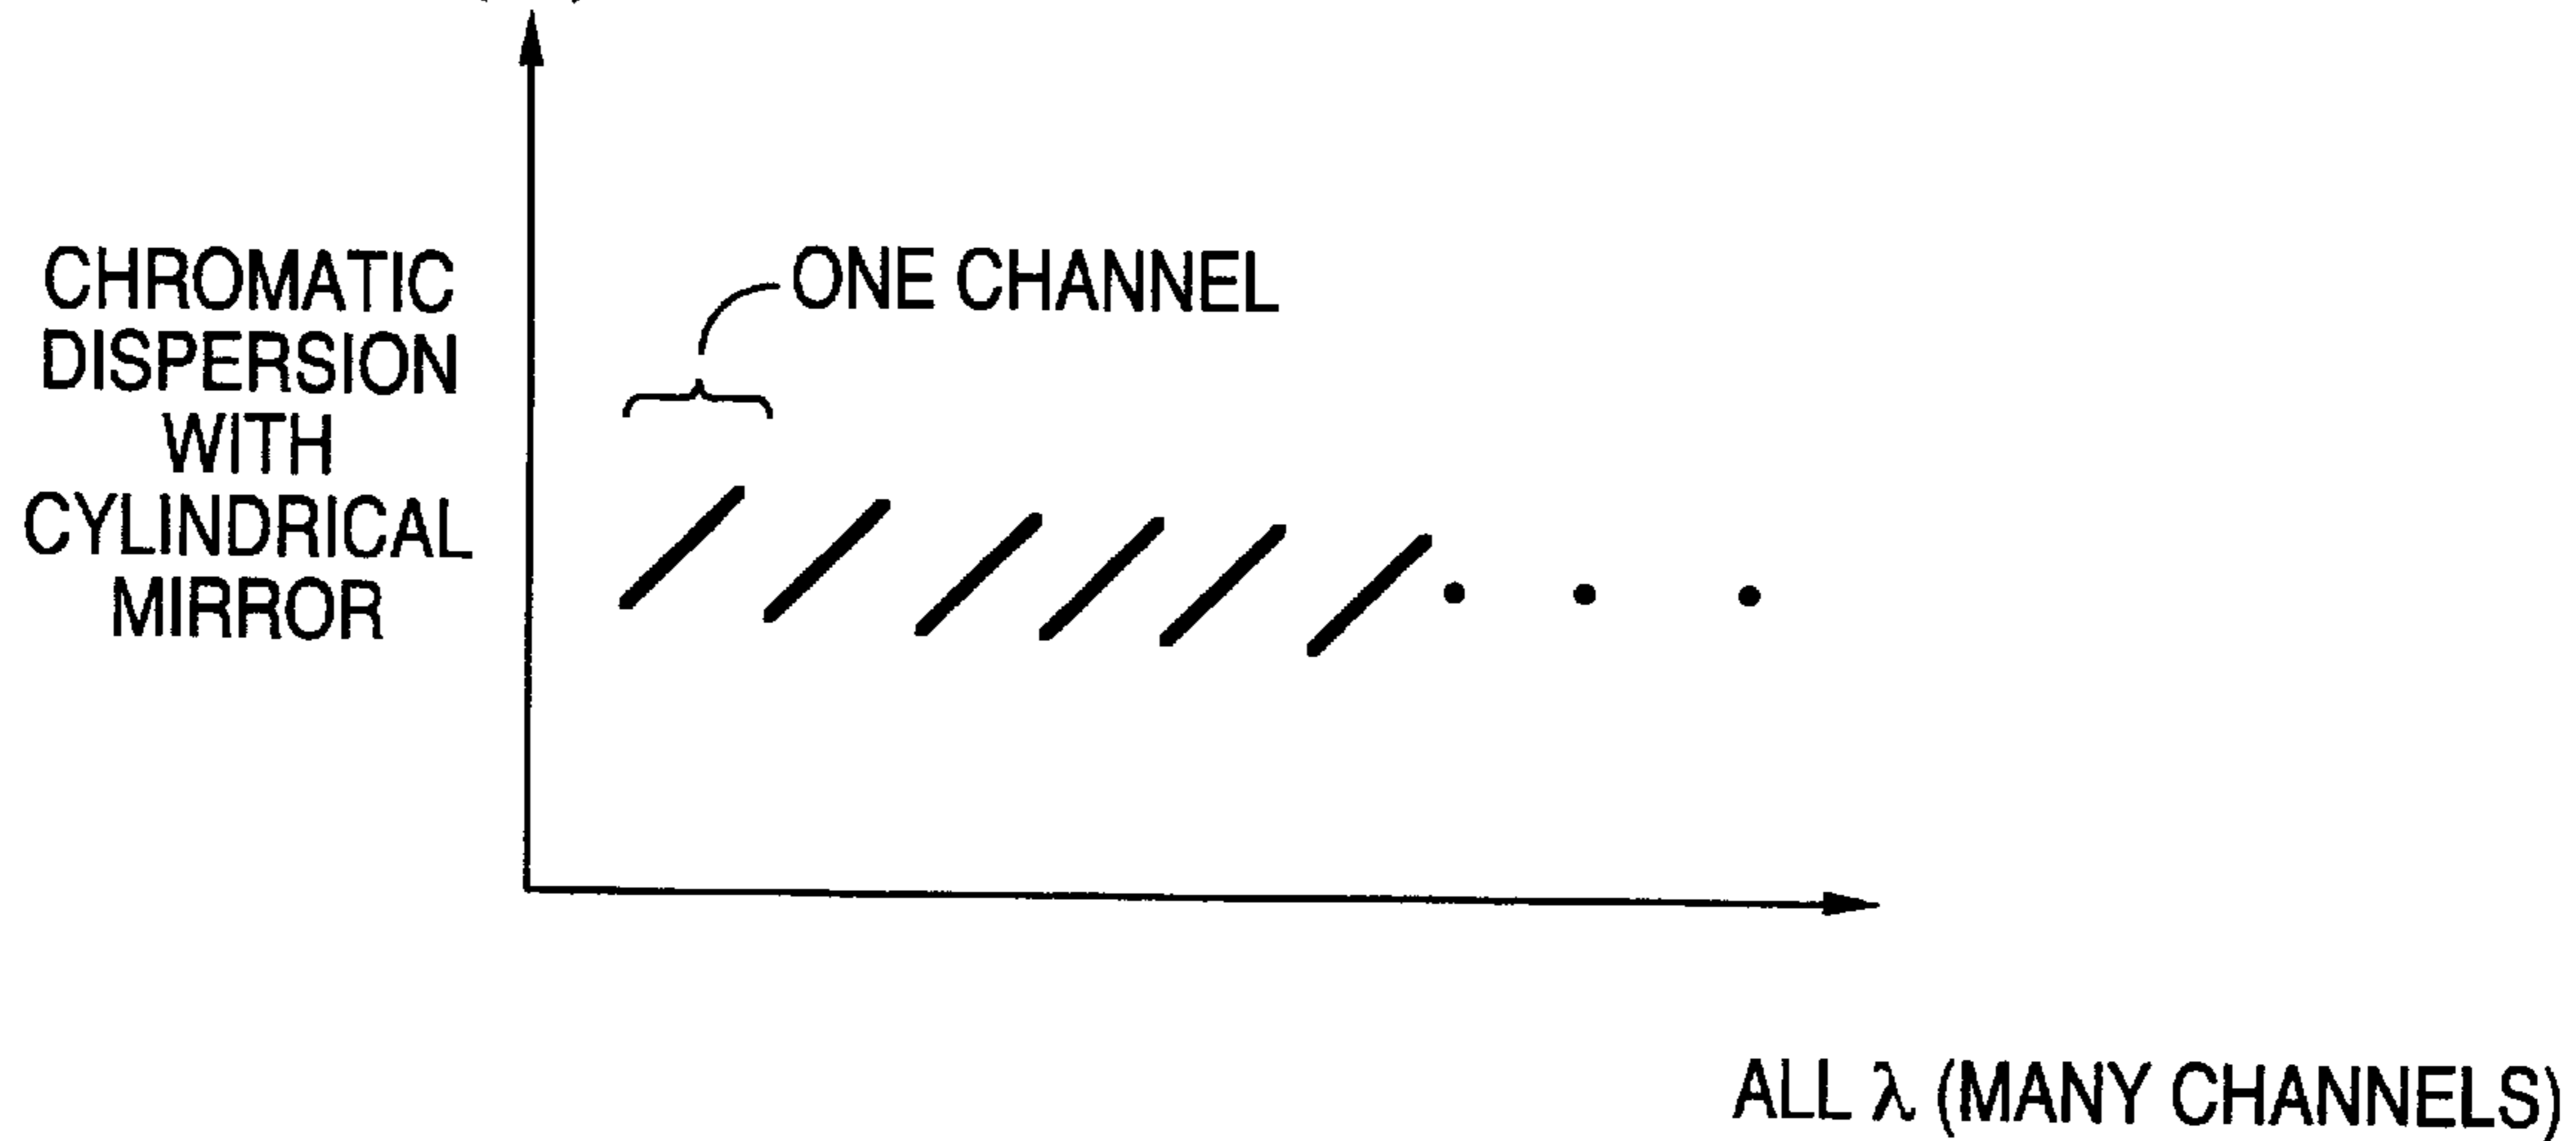 CHROMATIC
DISPERSION
WITH
CYLINDRICAL
MIRROR
ONE CHANNEL
ALL λ (MANY CHANNELS)